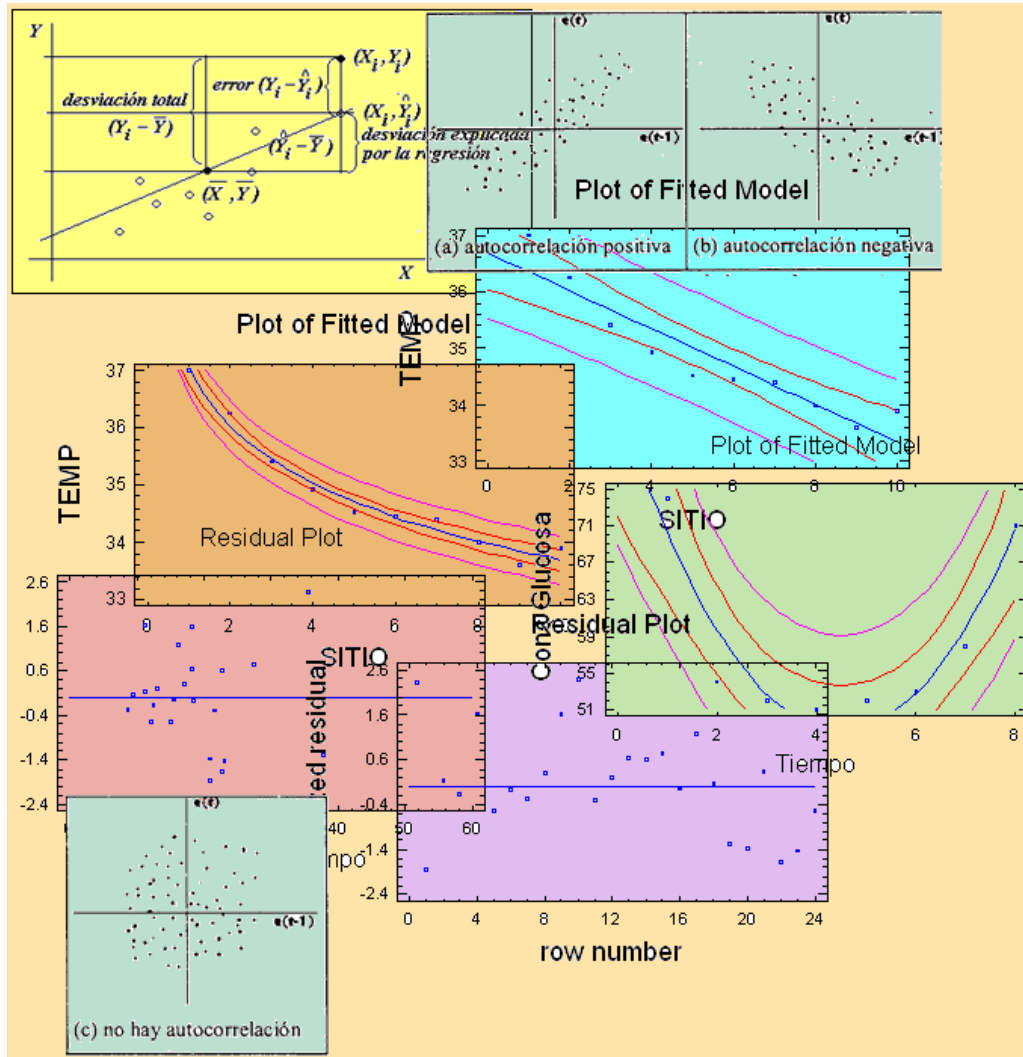 Y
(Xi, Yi)
error (Yi − Ŷi)
desviación total
(Yi − Y̅)
(Xi, Ŷi)
desviación explicada
por la regresión
(Ŷi − Y̅)
(X̅, Y̅)
X
e(t)
e(t-1)
(a) autocorrelación positiva
e(t)
e(t-1)
(b) autocorrelación negativa
Plot of Fitted Model
37
36
35
34
33
TEMP
0 2 4 6 8 10
Plot of Fitted Model
SITIO
Plot of Fitted Model
37
36
35
34
33
TEMP
0 2 4 6 8
Residual Plot
SITIO
75
71
67
63
59
55
51
Conc Glucosa
0 2 4 6 8
Tiempo
2.6
1.6
0.6
-0.4
-1.4
-2.4
40 50 60
mpo
Residual Plot
2.6
1.6
0.6
-0.4
-1.4
-2.4
ed residual
0 4 8 12 16 20 24
row number
e(t)
e(t-1)
(c) no hay autocorrelación